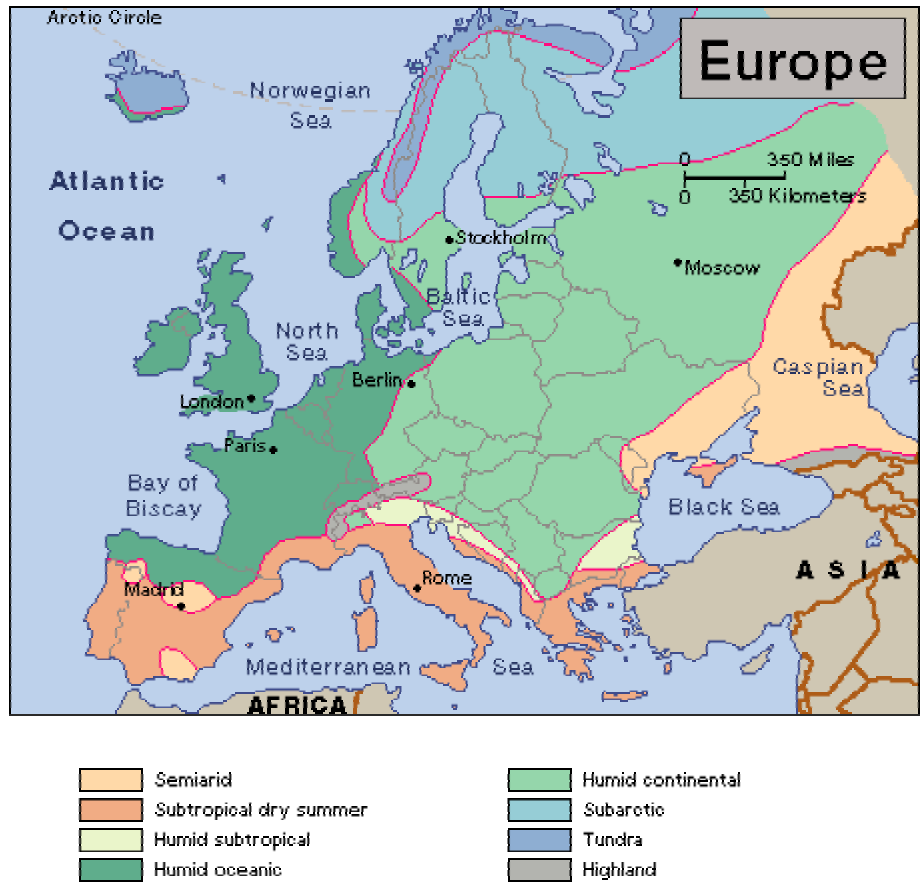 Arctic Circle
Europe
Norwegian
Sea
0 350 Miles
0 350 Kilometers
Atlantic
Ocean
Stockholm
Moscow
Baltic
Sea
North
Sea
Caspian
Sea
Berlin
London
Paris
Bay of
Biscay
Black Sea
ASIA
Madrid
Rome
Mediterranean Sea
AFRICA
Semiarid
Subtropical dry summer
Humid subtropical
Humid oceanic
Humid continental
Subarctic
Tundra
Highland